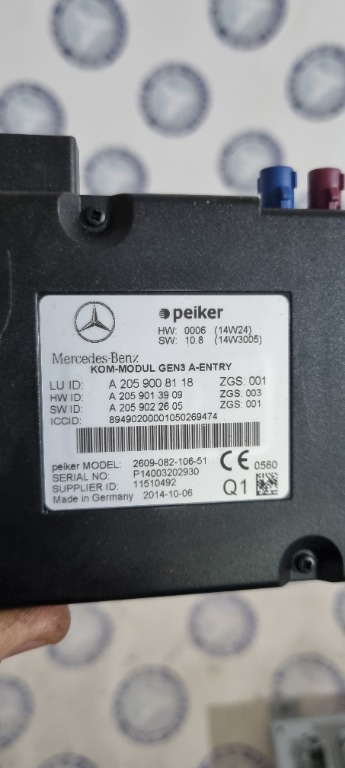 peiker
HW: 0006 (14W24)
SW: 10.8 (14W3005)
Mercedes-Benz
KOM-MODUL GEN3 A-ENTRY
LU ID: A 205 900 81 18 ZGS: 001
HW ID: A 205 901 39 09 ZGS: 003
SW ID: A 205 902 26 05 ZGS: 001
ICCID: 89490200001050269474
peiker MODEL: 2609-082-106-51 CE 0560
SERIAL NO: P14003202930
SUPPLIER-NO: 11510492 Q1
Made in Germany 2014-10-06